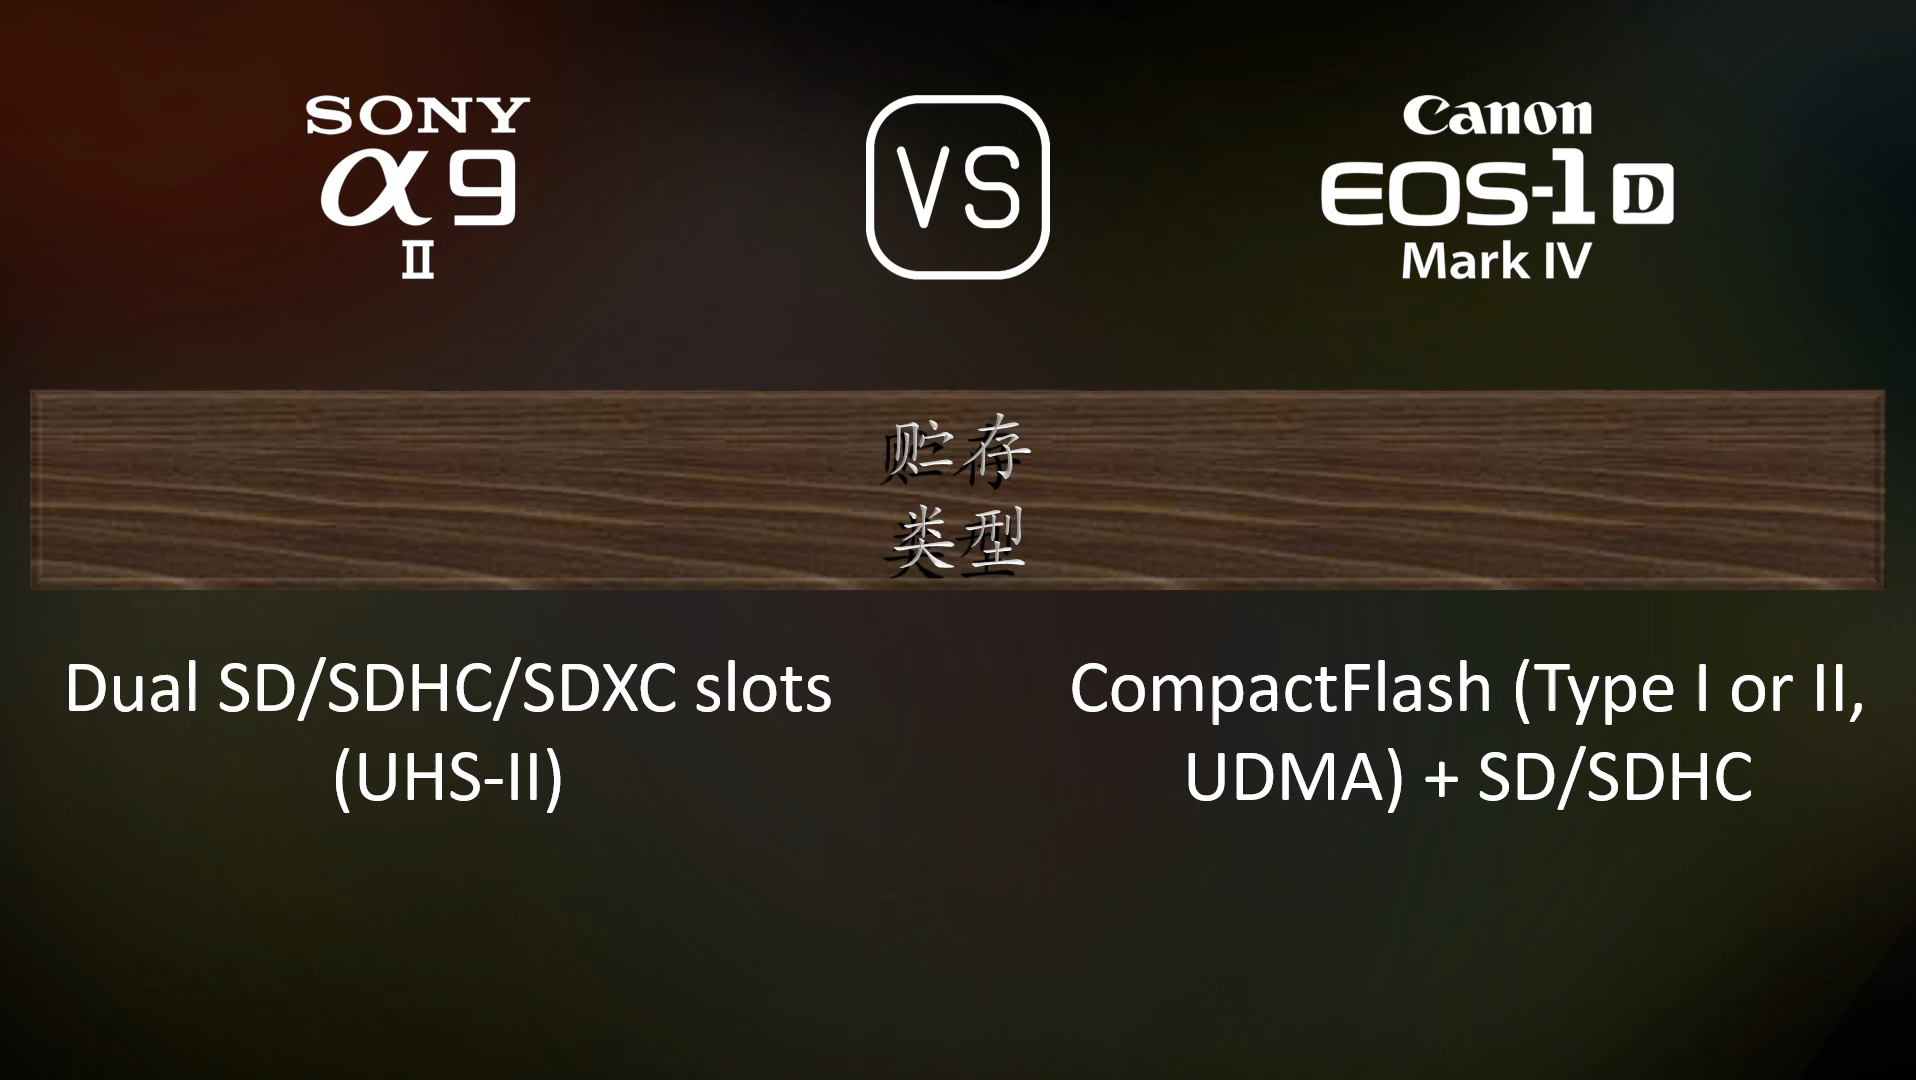 SONY
α9
II
VS
Canon
EOS-1D
Mark IV
贮存
类型
Dual SD/SDHC/SDXC slots
(UHS-II)
CompactFlash (Type I or II,
UDMA) + SD/SDHC